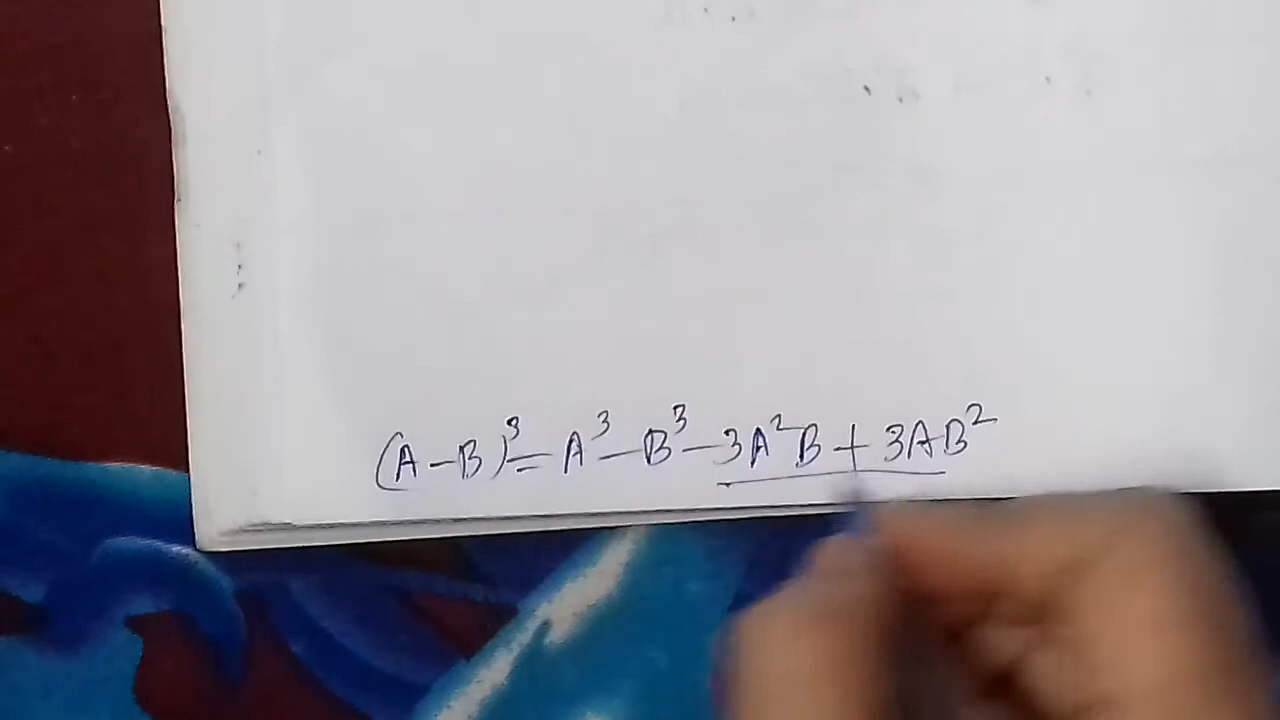 (A-B)³ = A³-B³-3A²B + 3AB²